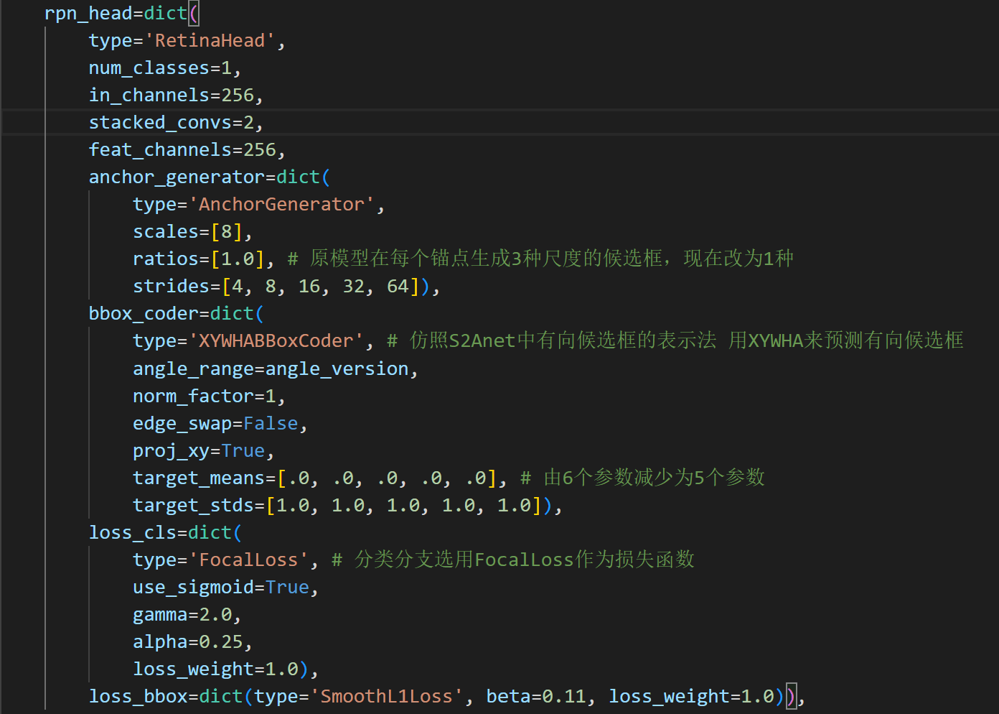 rpn_head=dict(
type='RetinaHead',
num_classes=1,
in_channels=256,
stacked_convs=2,
feat_channels=256,
anchor_generator=dict(
type='AnchorGenerator',
scales=[8],
ratios=[1.0], # 原模型在每个锚点生成3种尺度的候选框，现在改为1种
strides=[4, 8, 16, 32, 64]),
bbox_coder=dict(
type='XYWHABBoxCoder', # 仿照S2Anet中有向候选框的表示法 用XYWHA来预测有向候选框
angle_range=angle_version,
norm_factor=1,
edge_swap=False,
proj_xy=True,
target_means=[.0, .0, .0, .0, .0], # 由6个参数减少为5个参数
target_stds=[1.0, 1.0, 1.0, 1.0, 1.0]),
loss_cls=dict(
type='FocalLoss', # 分类分支选用FocalLoss作为损失函数
use_sigmoid=True,
gamma=2.0,
alpha=0.25,
loss_weight=1.0),
loss_bbox=dict(type='SmoothL1Loss', beta=0.11, loss_weight=1.0)),